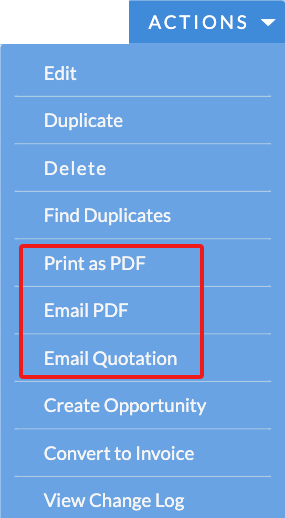 ACTIONS
Edit
Duplicate
Delete
Find Duplicates
Print as PDF
Email PDF
Email Quotation
Create Opportunity
Convert to Invoice
View Change Log